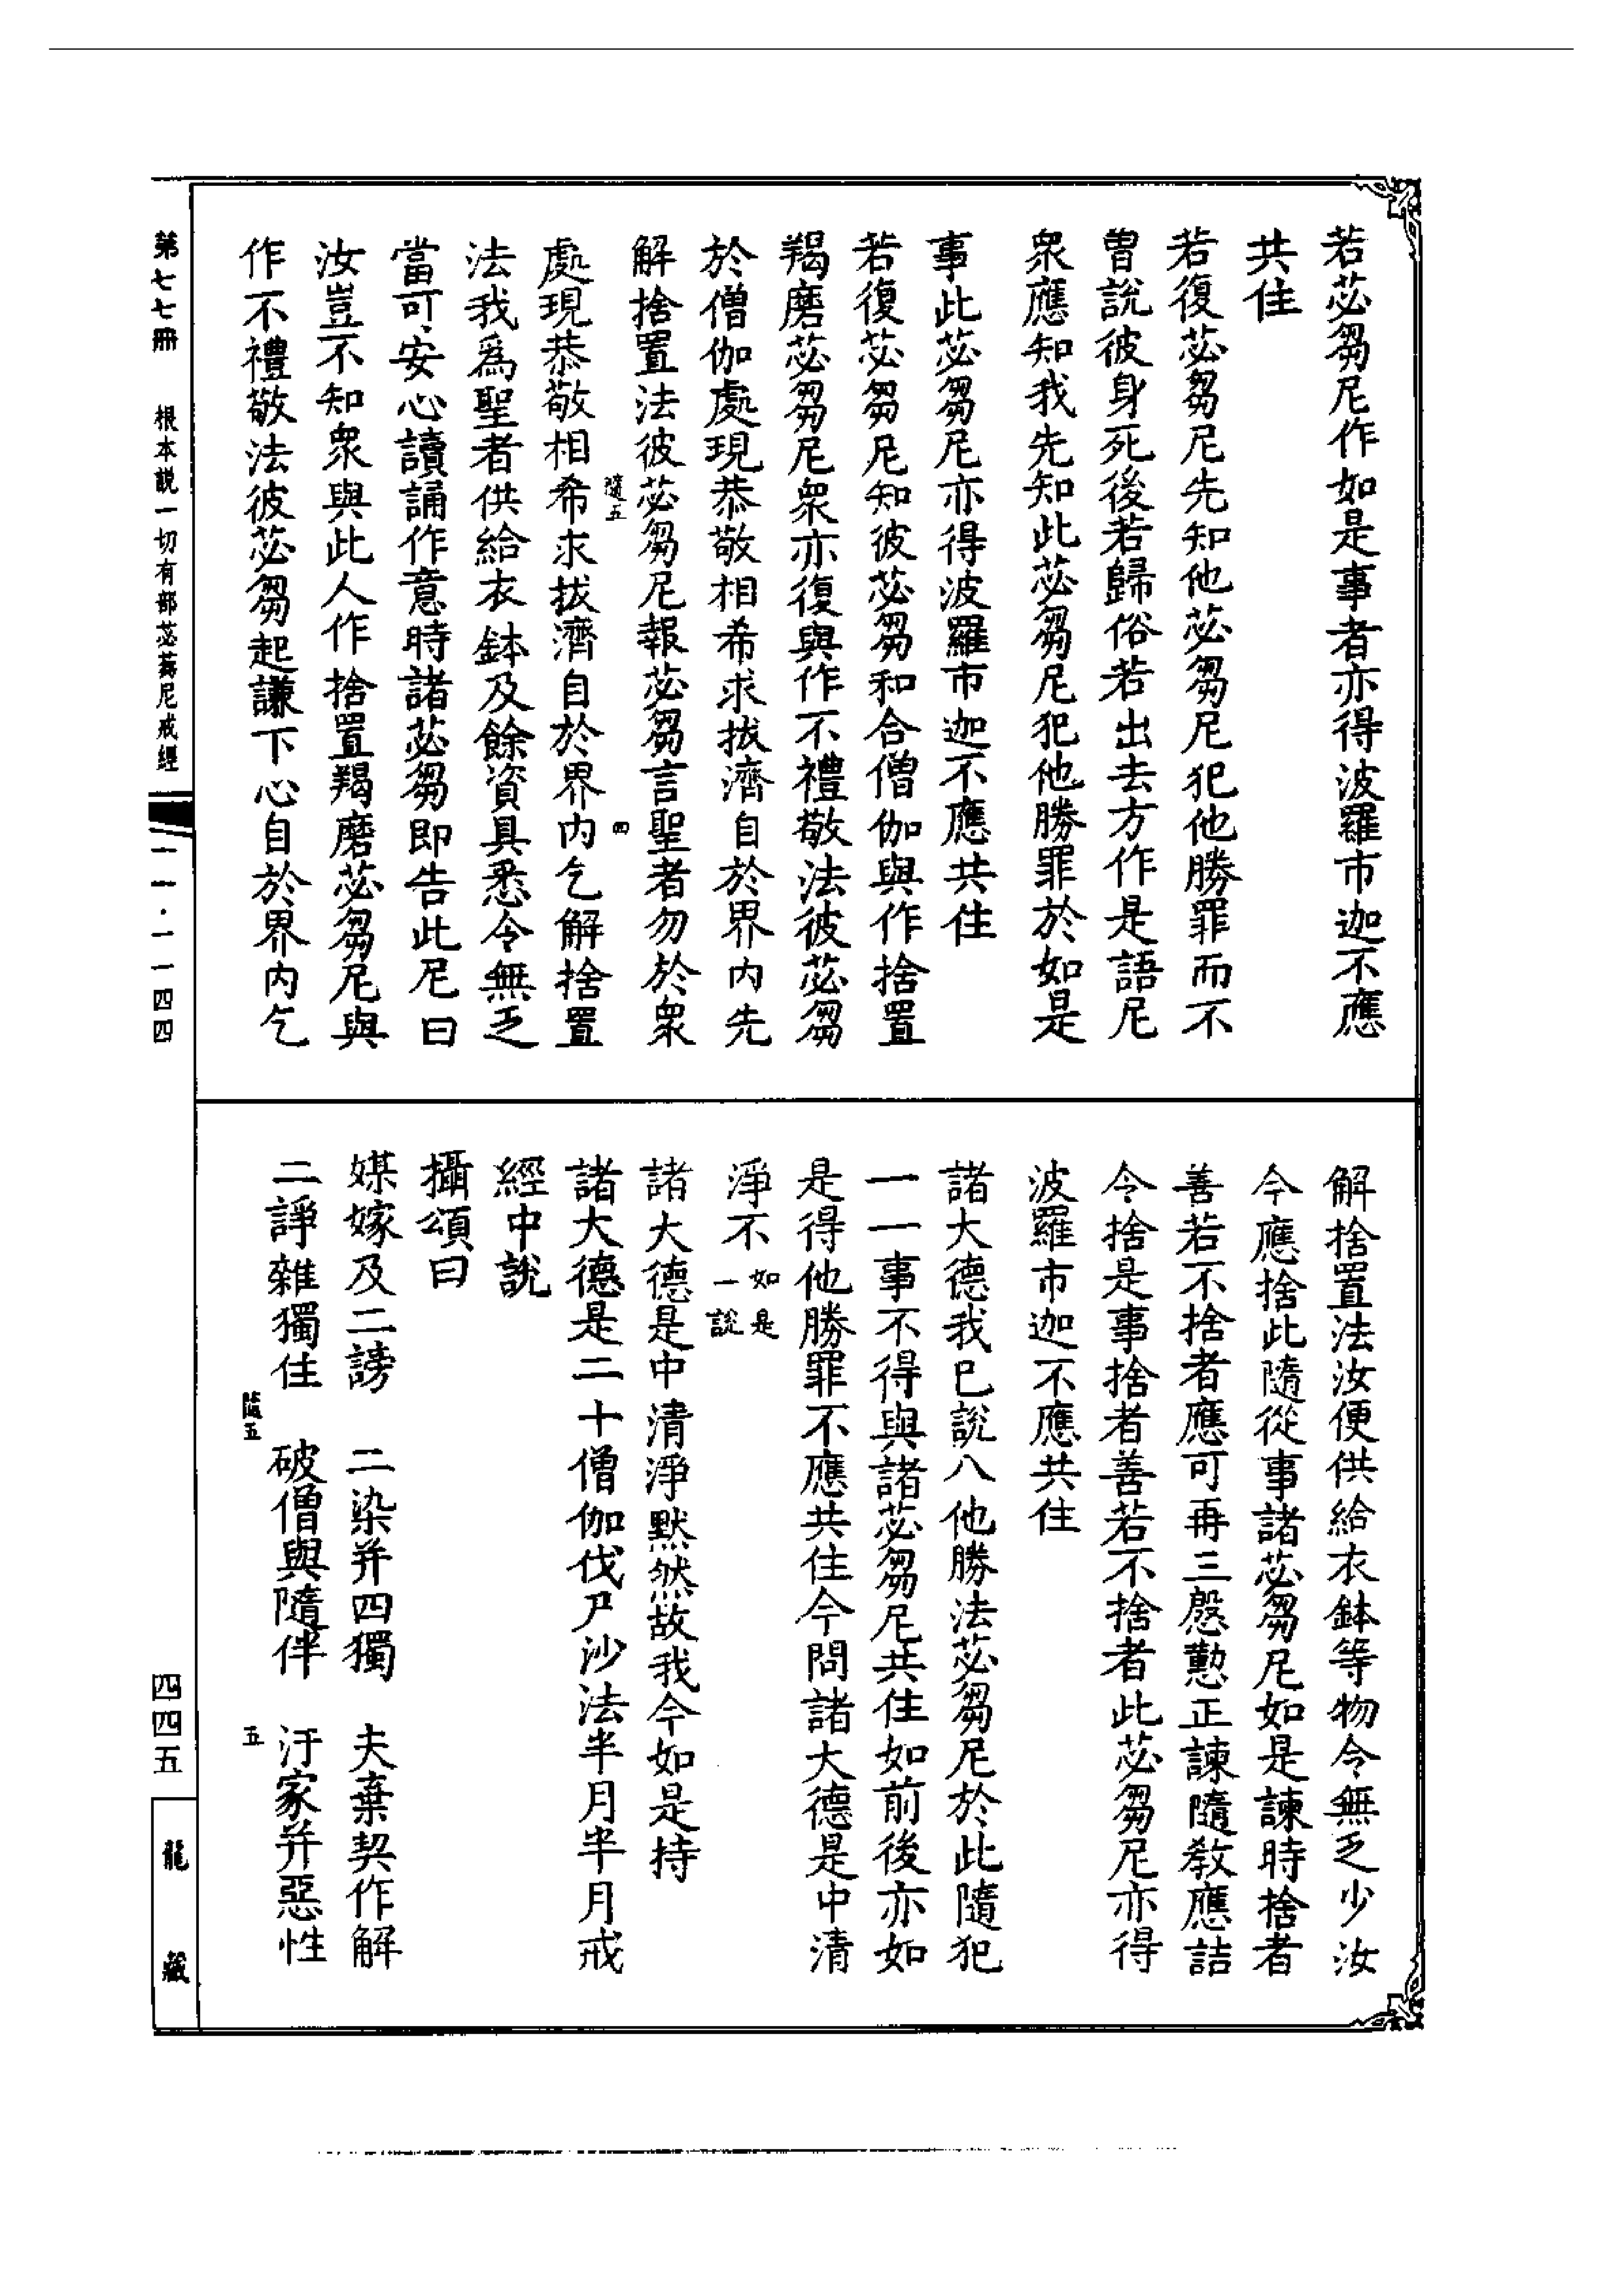 若苾芻尼作如是事者亦得波羅市迦不應
共住
若復苾芻尼先知他苾芻尼犯他勝罪而不
曾說彼身死後若歸俗若出去方作是語尼
眾應知我先知此苾芻尼犯他勝罪於如是
事此苾芻尼亦得波羅市迦不應共住
若復苾芻尼知彼苾芻和合僧伽與作捨置
羯磨苾芻尼眾亦復與作不禮敬法彼苾芻
於僧伽處現恭敬相希求拔濟自於界內先
解捨置法彼苾芻尼報苾芻言聖者勿於眾
隨五
四
處現恭敬相希求拔濟自於界內乞解捨置
法我為聖者供給衣鉢及餘資具悉令無乏
當可安心讀誦作意時諸苾芻即告此尼曰
汝豈不知眾與此人作捨置羯磨苾芻尼與
作不禮敬法彼苾芻起謙下心自於界內乞
解捨置法汝便供給衣鉢等物令無乏少汝
今應捨此隨從事諸苾芻尼如是諫時捨者
善若不捨者應可再三慇懃正諫隨教應詰
令捨是事捨者善若不捨者此苾芻尼亦得
波羅市迦不應共住
諸大德我已說八他勝法苾芻尼於此隨犯
一一事不得與諸苾芻尼共住如前後亦如
是得他勝罪不應共住今問諸大德是中清
淨不 如是
一說
諸大德是中清淨默然故我今如是持
諸大德是二十僧伽伐尸沙法半月半月戒
經中說
攝頌曰
媒嫁及二謗 二染并四獨 夫棄契作解
二諍雜獨住 破僧與隨伴 汙家并惡性
隨五
五
第七七冊 根本說一切有部苾蒭尼戒經
一一·一一四四
四四五
龍藏